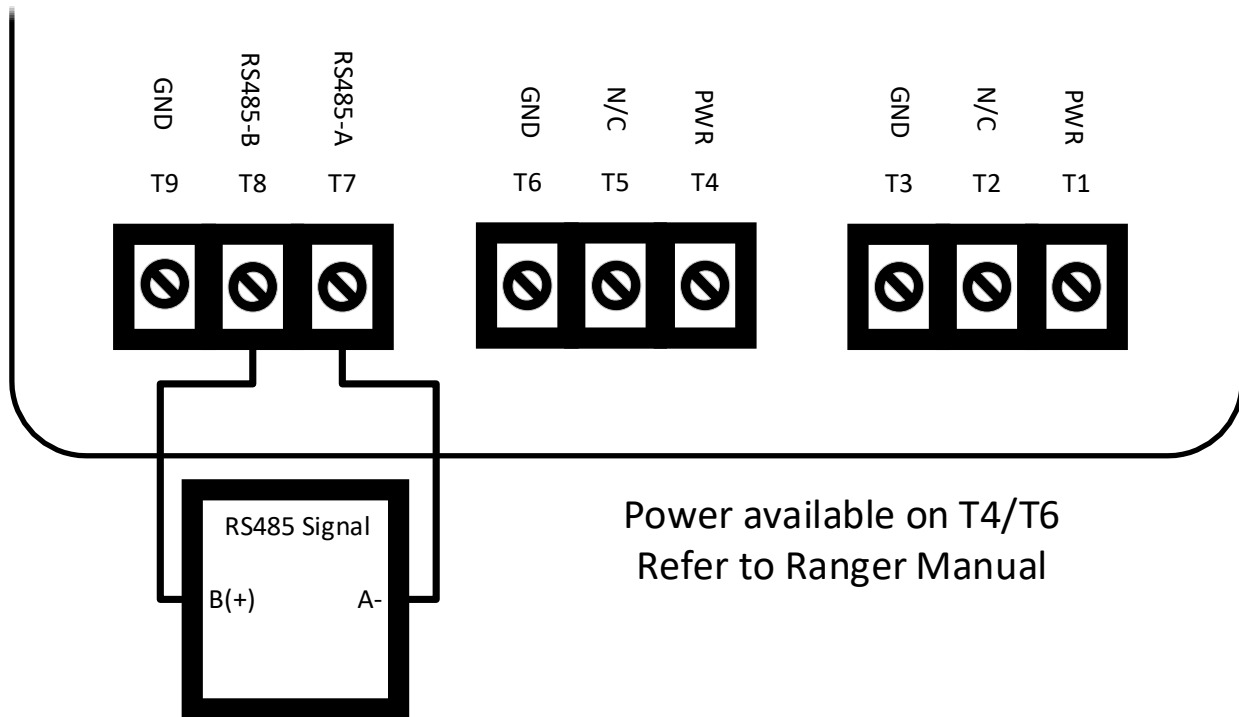 GND RS485-B RS485-A GND N/C PWR GND N/C PWR
T9 T8 T7 T6 T5 T4 T3 T2 T1
RS485 Signal
B(+) A-
Power available on T4/T6
Refer to Ranger Manual